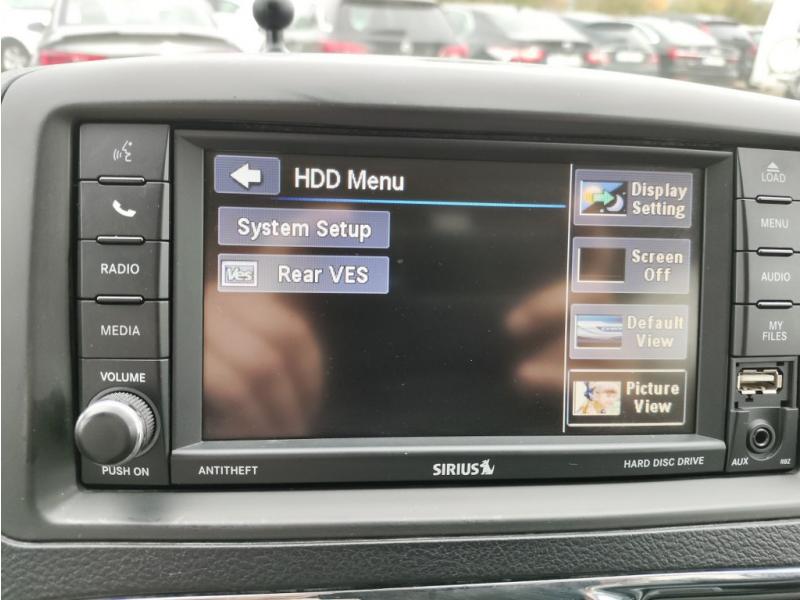 HDD Menu
System Setup
Ves Rear VES
Display
Setting
Screen
Off
Default
View
Picture
View
RADIO
MEDIA
VOLUME
PUSH ON
LOAD
MENU
AUDIO
MY
FILES
ANTITHEFT
SIRIUS
HARD DISC DRIVE
AUX
RBZ